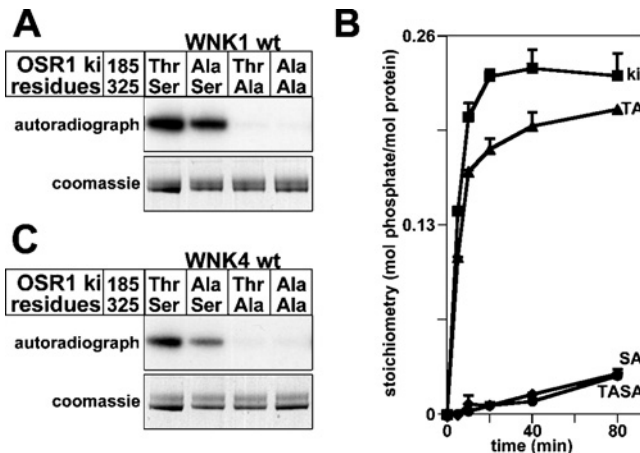 A
WNK1 wt
OSR1 ki 185 Thr Ala Thr Ala
residues 325 Ser Ser Ala Ala
autoradiograph
coomassie
C
WNK4 wt
OSR1 ki 185 Thr Ala Thr Ala
residues 325 Ser Ser Ala Ala
autoradiograph
coomassie
B
stoichiometry (mol phosphate/mol protein)
0.26
0.13
0
ki
TA
SA
TASA
0 20 40 80
time (min)